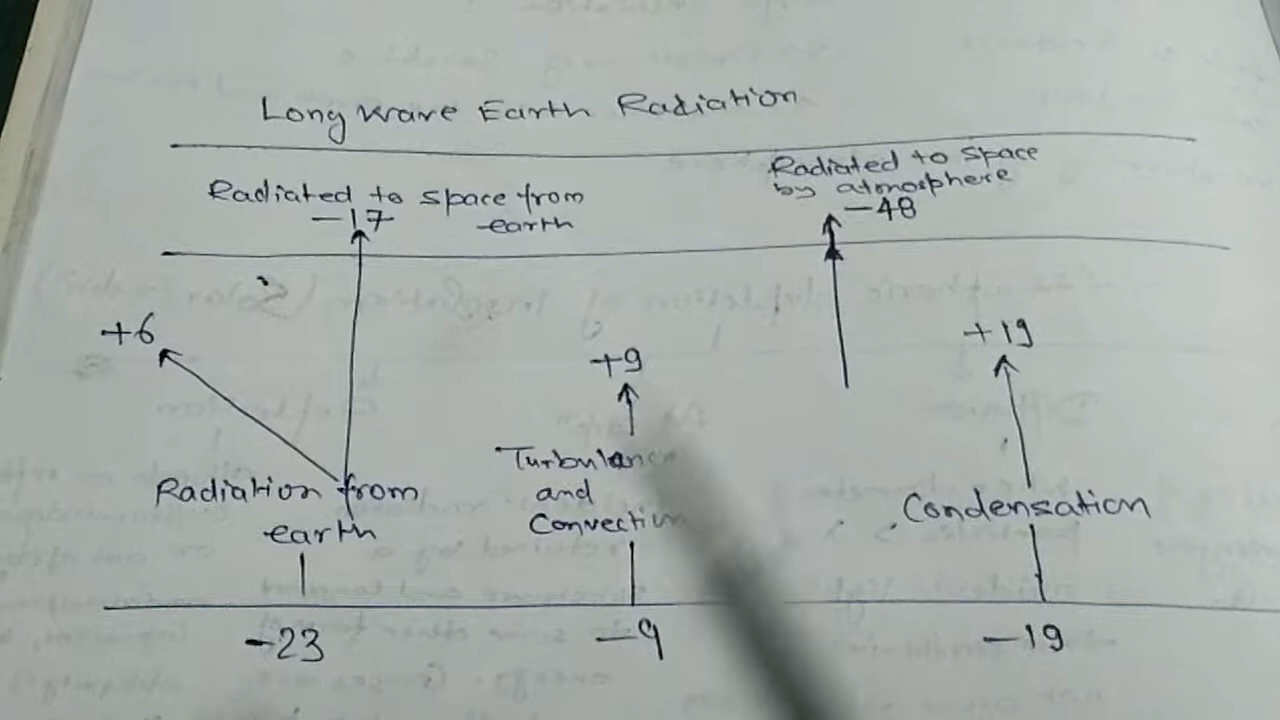 Long wave Earth Radiation
Radiated to space from
-17
earth
Radiated to space
by atmosphere
-48
+6
+9
+19
Radiation from
earth
Turbulance
and
Convection
Condensation
-23
-9
-19